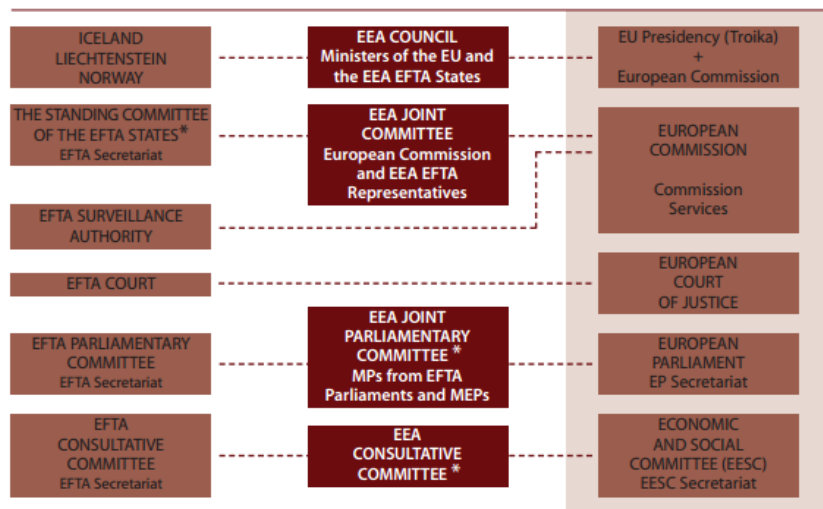 ICELAND
LIECHTENSTEIN
NORWAY
EEA COUNCIL
Ministers of the EU and
the EEA EFTA States
EU Presidency (Troika)
+
European Commission
THE STANDING COMMITTEE
OF THE EFTA STATES*
EFTA Secretariat
EEA JOINT
COMMITTEE
European Commission
and EEA EFTA
Representatives
EUROPEAN
COMMISSION
Commission
Services
EFTA SURVEILLANCE
AUTHORITY
EFTA COURT
EUROPEAN
COURT
OF JUSTICE
EFTA PARLIAMENTARY
COMMITTEE
EFTA Secretariat
EEA JOINT
PARLIAMENTARY
COMMITTEE *
MPs from EFTA
Parliaments and MEPs
EUROPEAN
PARLIAMENT
EP Secretariat
EFTA
CONSULTATIVE
COMMITTEE
EFTA Secretariat
EEA
CONSULTATIVE
COMMITTEE *
ECONOMIC
AND SOCIAL
COMMITTEE (EESC)
EESC Secretariat